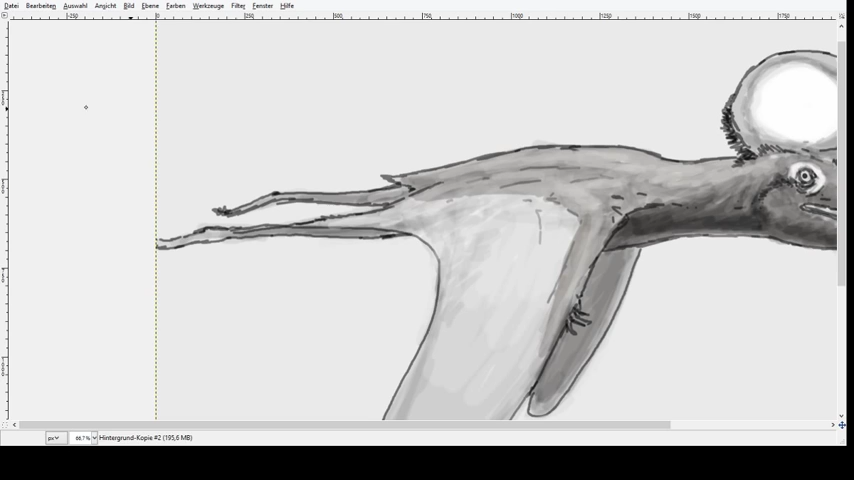 Datei Bearbeiten Auswahl Ansicht Bild Ebene Farben Werkzeuge Filter Fenster Hilfe
-250 0 250 500 750 1000 1250 1500 1750
px 66,7% Hintergrund-Kopie #2 (195,6 MB)